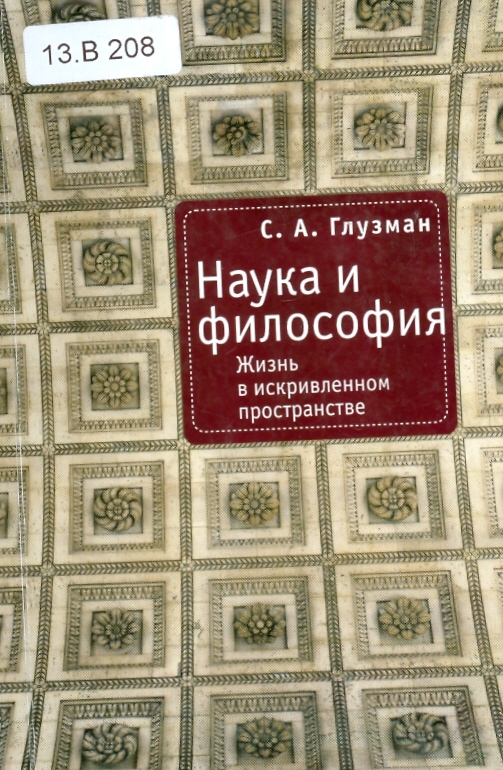 13.В 208
С. А. Глузман
Наука и
философия
Жизнь
в искривленном
пространстве